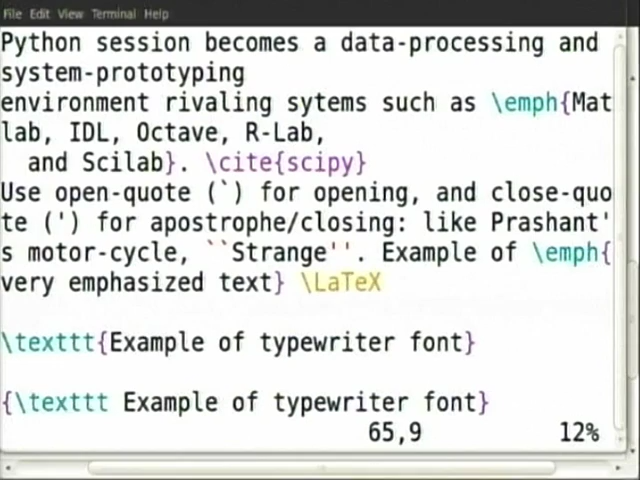 File Edit View Terminal Help
Python session becomes a data-processing and
system-prototyping
environment rivaling sytems such as \emph{Mat
lab, IDL, Octave, R-Lab,
  and Scilab}. \cite{scipy}
Use open-quote (`) for opening, and close-quo
te (') for apostrophe/closing: like Prashant'
s motor-cycle, ``Strange''. Example of \emph{
very emphasized text} \LaTeX
\texttt{Example of typewriter font}
{\texttt Example of typewriter font}
65,9 12%